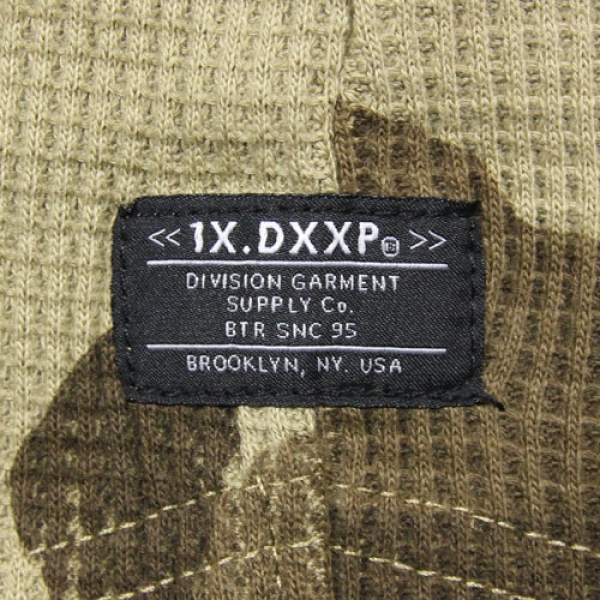 << 1X.DXXP® >>
DIVISION GARMENT
SUPPLY Co.
BTR SNC 95
BROOKLYN, NY. USA